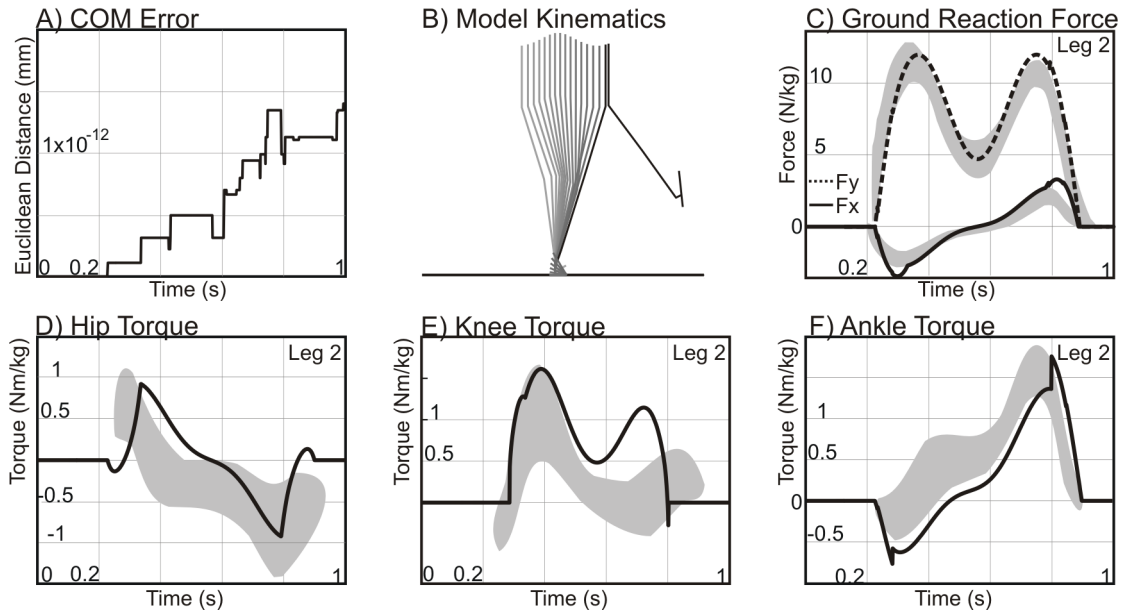 A) COM Error
Euclidean Distance (mm)
1x10-12
0 0.2 1
Time (s)
B) Model Kinematics
C) Ground Reaction Force
Leg 2
Force (N/kg)
10
5
0
Fy
Fx
0.2 1
Time (s)
D) Hip Torque
Leg 2
Torque (Nm/kg)
1
0.5
0
-0.5
-1
0 0.2 1
Time (s)
E) Knee Torque
Leg 2
Torque (Nm/kg)
1
0.5
0 0.2 1
Time (s)
F) Ankle Torque
Leg 2
Torque (Nm/kg)
1
0.5
0
-0.5
0.2 1
Time (s)